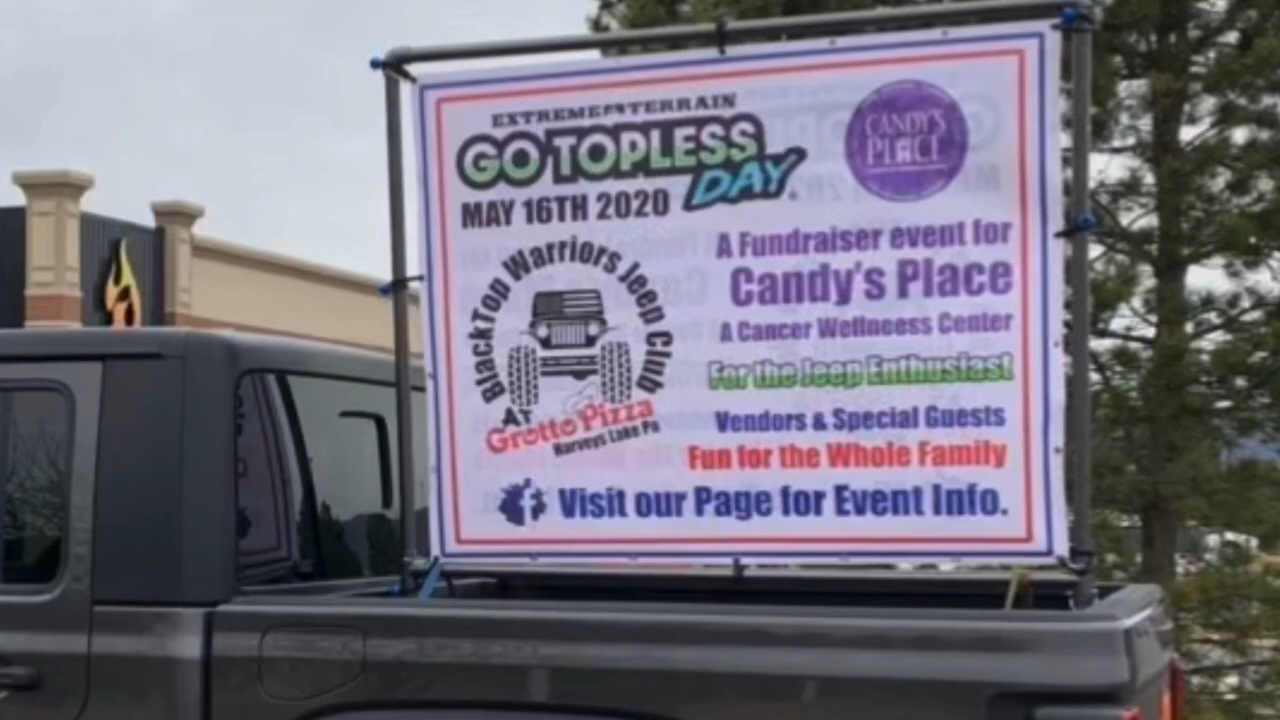 EXTREME TERRAIN
GO TOPLESS
DAY
MAY 16TH 2020
CANDY'S
PLACE
BlackTop Warriors Jeep Club
AT
Grotto Pizza
Harveys Lake Pa
A Fundraiser event for
Candy's Place
A Cancer Wellneess Center
For the Jeep Enthusiast
Vendors & Special Guests
Fun for the Whole Family
f Visit our Page for Event Info.